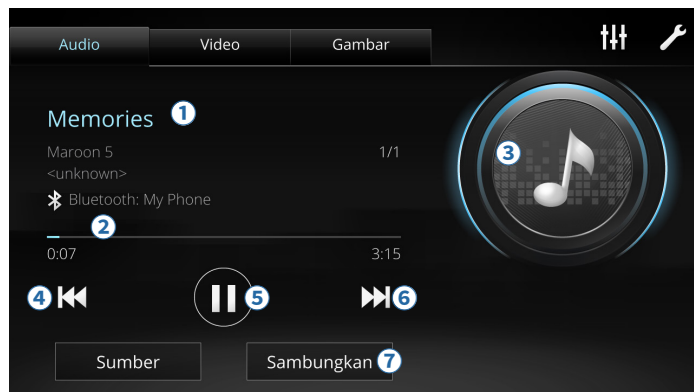 Audio Video Gambar
Memories 1
Maroon 5 1/1
<unknown>
Bluetooth: My Phone
2
3
0:07 3:15
4 5 6
Sumber Sambungkan 7